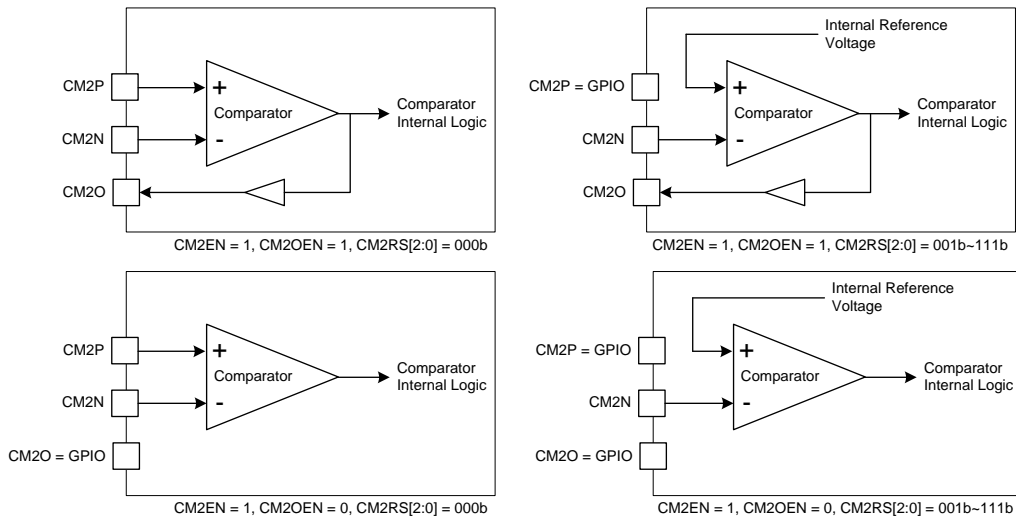 CM2P
+
Comparator
CM2N
-
CM2O
Comparator
Internal Logic
CM2EN = 1, CM2OEN = 1, CM2RS[2:0] = 000b
Internal Reference
Voltage
CM2P = GPIO
+
Comparator
CM2N
-
CM2O
Comparator
Internal Logic
CM2EN = 1, CM2OEN = 1, CM2RS[2:0] = 001b~111b
CM2P
+
Comparator
CM2N
-
CM2O = GPIO
Comparator
Internal Logic
CM2EN = 1, CM2OEN = 0, CM2RS[2:0] = 000b
Internal Reference
Voltage
CM2P = GPIO
+
Comparator
CM2N
-
CM2O = GPIO
Comparator
Internal Logic
CM2EN = 1, CM2OEN = 0, CM2RS[2:0] = 001b~111b